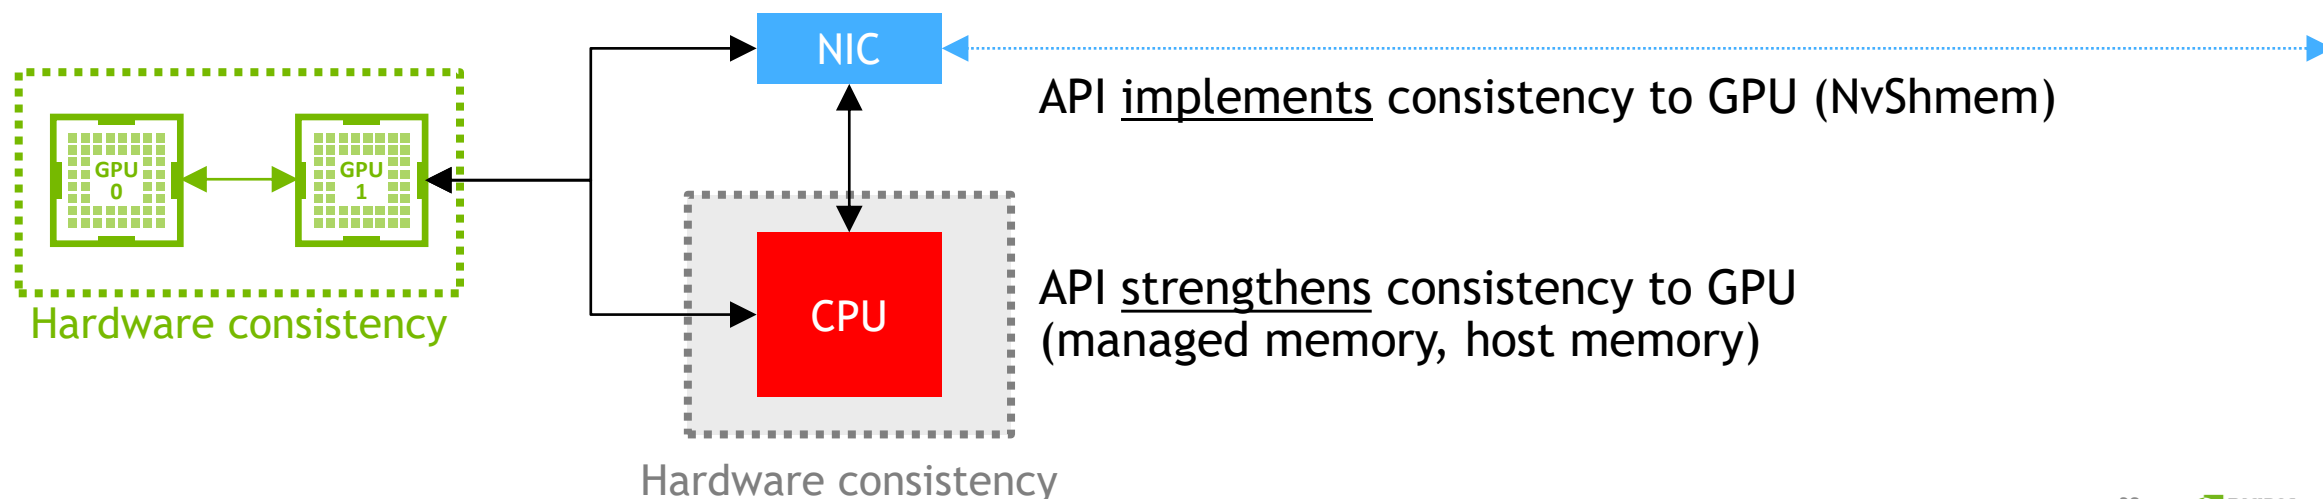 NIC
API implements consistency to GPU (NvShmem)
GPU
0
GPU
1
Hardware consistency
CPU
API strengthens consistency to GPU
(managed memory, host memory)
Hardware consistency